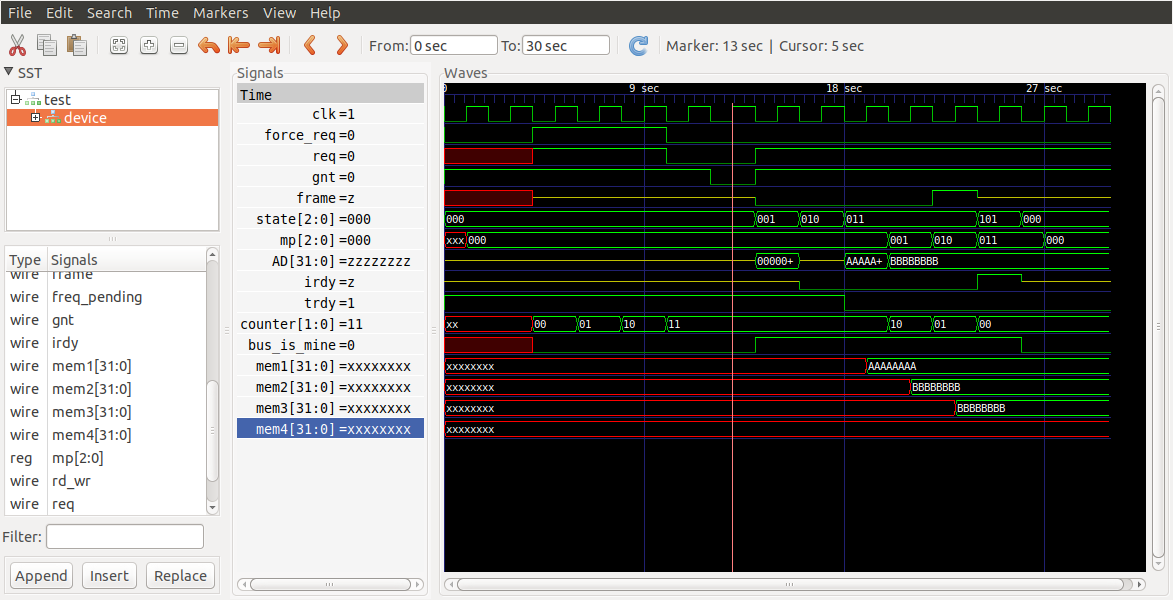 File Edit Search Time Markers View Help
From: 0 sec To: 30 sec Marker: 13 sec | Cursor: 5 sec
SST
test
device
Type Signals
wire frame
wire freq_pending
wire gnt
wire irdy
wire mem1[31:0]
wire mem2[31:0]
wire mem3[31:0]
wire mem4[31:0]
reg mp[2:0]
wire rd_wr
wire req
Filter:
Append Insert Replace
Signals
Time
clk=1
force_req=0
req=0
gnt=0
frame=z
state[2:0]=000
mp[2:0]=000
AD[31:0]=zzzzzzzz
irdy=z
trdy=1
counter[1:0]=11
bus_is_mine=0
mem1[31:0]=xxxxxxxx
mem2[31:0]=xxxxxxxx
mem3[31:0]=xxxxxxxx
mem4[31:0]=xxxxxxxx
Waves
0 9 sec 18 sec 27 sec
000 001 010 011 101 000
xxx 000 001 010 011 000
00000+ AAAAA+ BBBBBBBB
xx 00 01 10 11 10 01 00
xxxxxxxx AAAAAAAA
xxxxxxxx BBBBBBBB
xxxxxxxx BBBBBBBB
xxxxxxxx